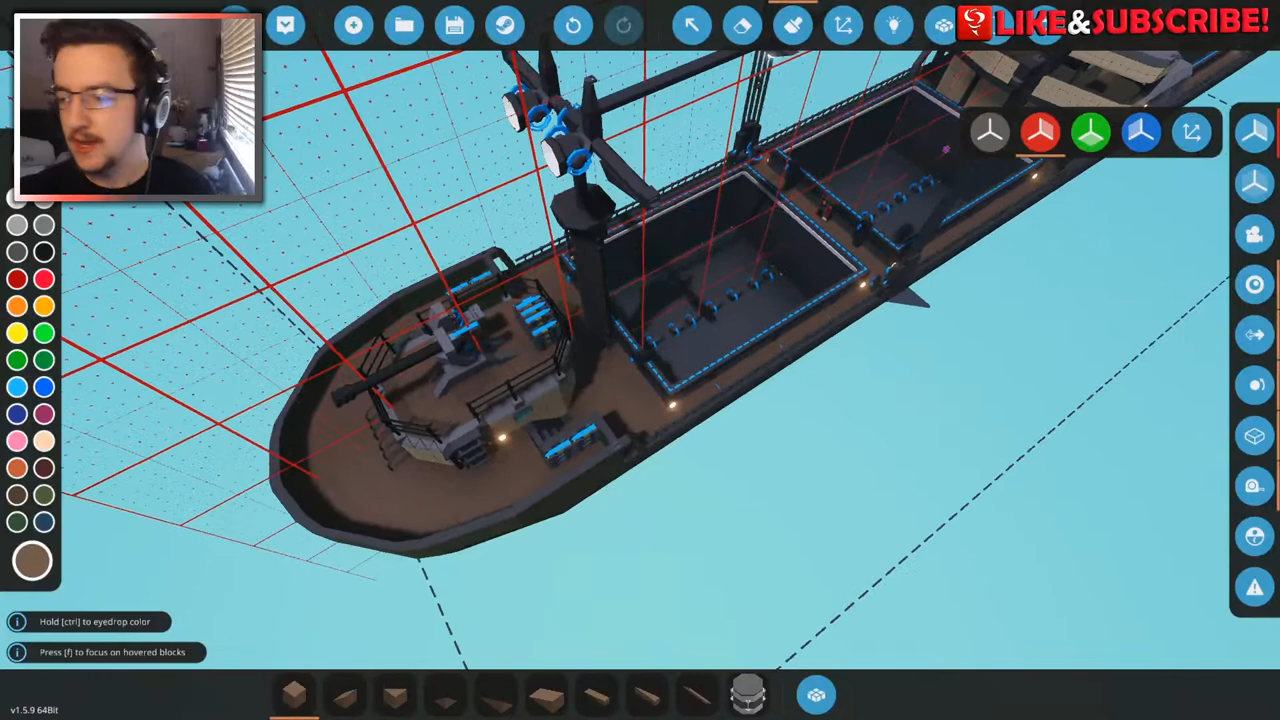 LIKE&SUBSCRIBE!
Hold [ctrl] to eyedrop color
Press [f] to focus on hovered blocks
v1.5.9 64Bit